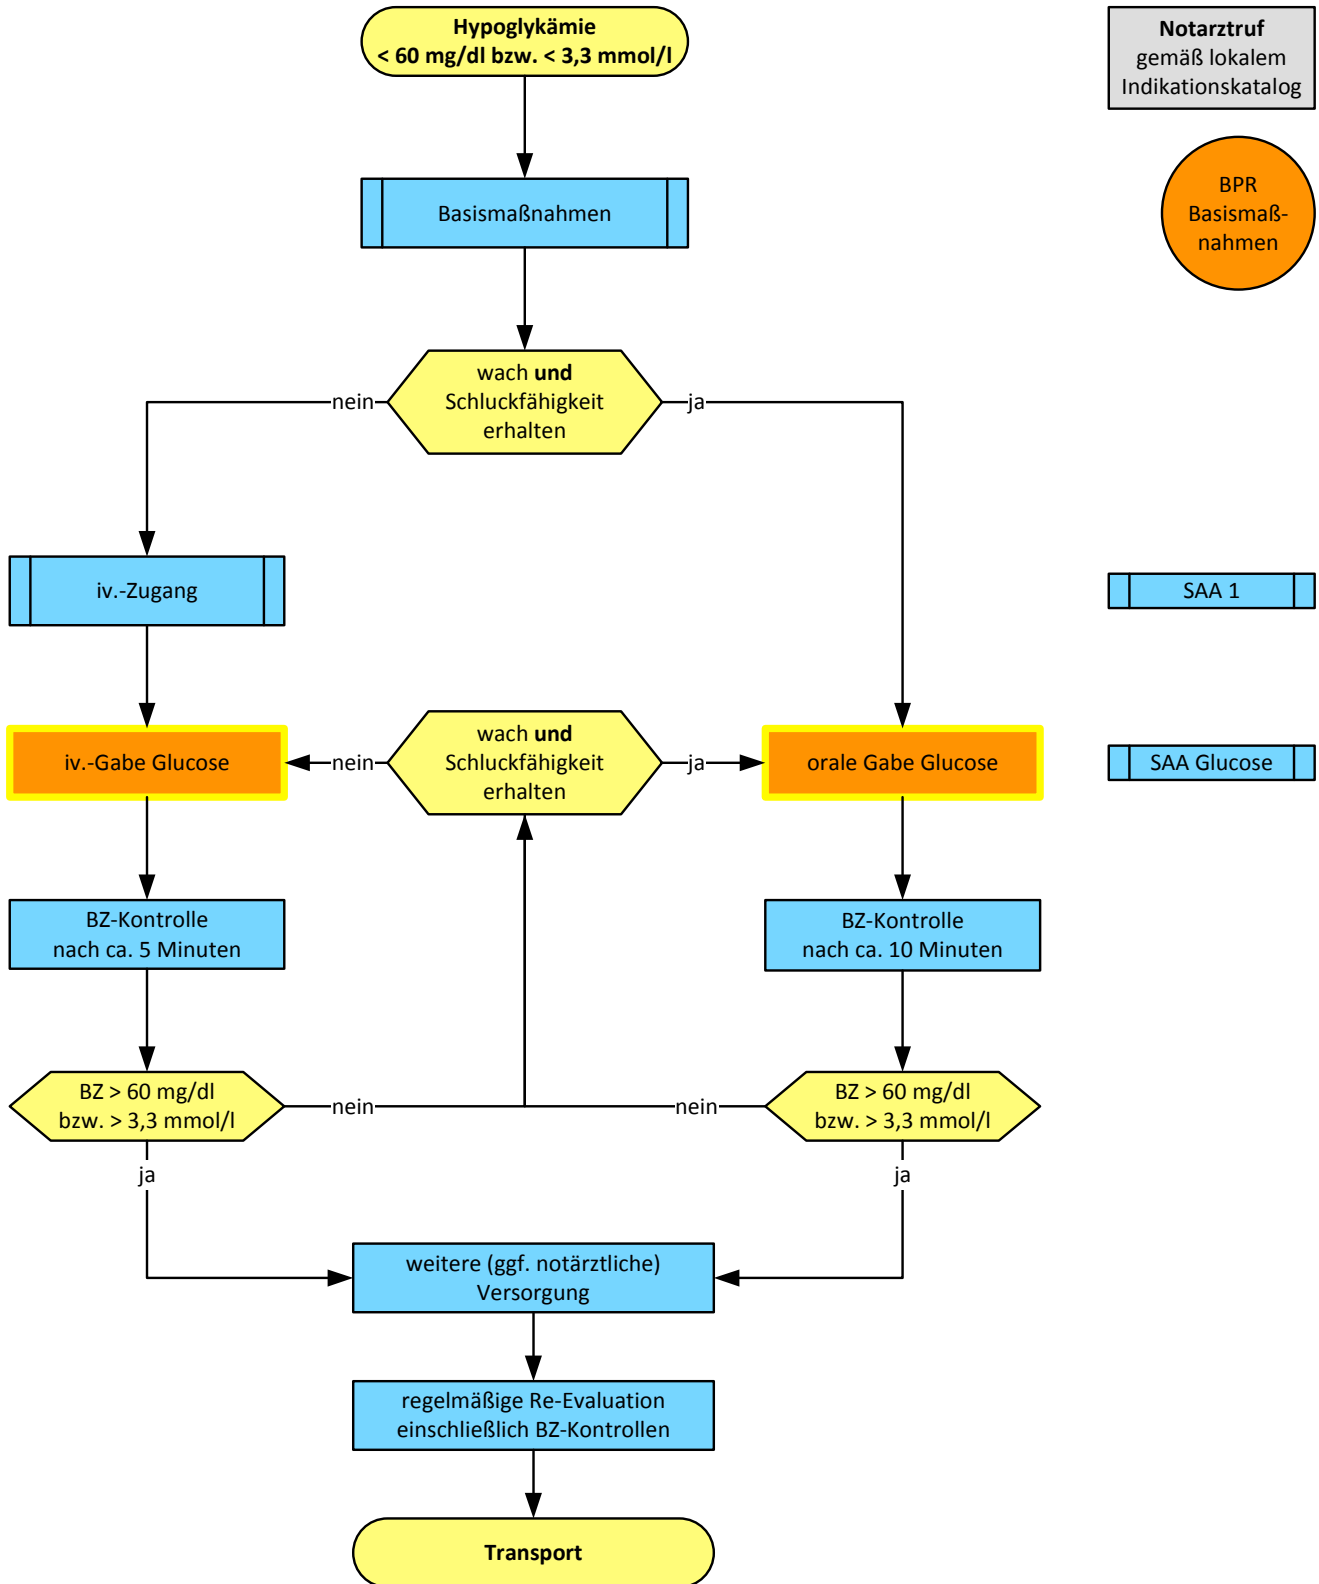 Hypoglykämie
< 60 mg/dl bzw. < 3,3 mmol/l
Notarztruf
gemäß lokalem
Indikationskatalog
Basismaßnahmen
BPR
Basismaß-
nahmen
wach und
Schluckfähigkeit
erhalten
nein
ja
iv.-Zugang
SAA 1
iv.-Gabe Glucose
nein
wach und
Schluckfähigkeit
erhalten
ja
orale Gabe Glucose
SAA Glucose
BZ-Kontrolle
nach ca. 5 Minuten
BZ-Kontrolle
nach ca. 10 Minuten
BZ > 60 mg/dl
bzw. > 3,3 mmol/l
nein
nein
BZ > 60 mg/dl
bzw. > 3,3 mmol/l
ja
ja
weitere (ggf. notärztliche)
Versorgung
regelmäßige Re-Evaluation
einschließlich BZ-Kontrollen
Transport